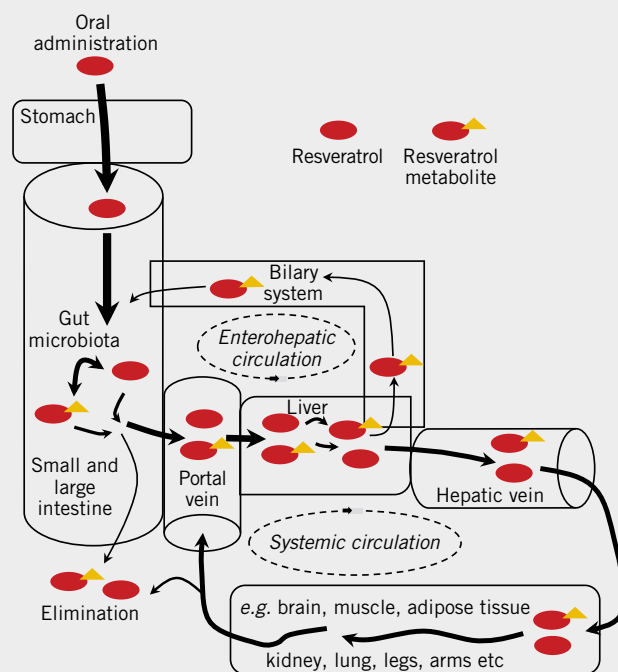 Oral
administration
Stomach
Resveratrol
Resveratrol
metabolite
Bilary
system
Gut
microbiota
Enterohepatic
circulation
Liver
Small and
large
intestine
Portal
vein
Hepatic vein
Systemic circulation
Elimination
e.g. brain, muscle, adipose tissue
kidney, lung, legs, arms etc